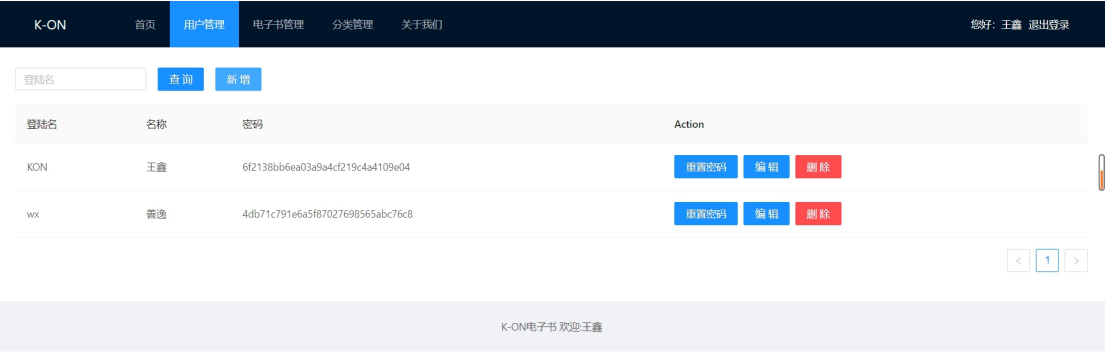 K-ON 首页 用户管理 电子书管理 分类管理 关于我们 您好：王鑫 退出登录
登陆名 查询 新增
登陆名 名称 密码 Action
KON 王鑫 6f2138bb6ea03a9a4cf219c4a4109e04 重置密码 编辑 删除
wx 善逸 4db71c791e6a5f87027698565abc76c8 重置密码 编辑 删除
< 1 >
K-ON电子书 欢迎:王鑫